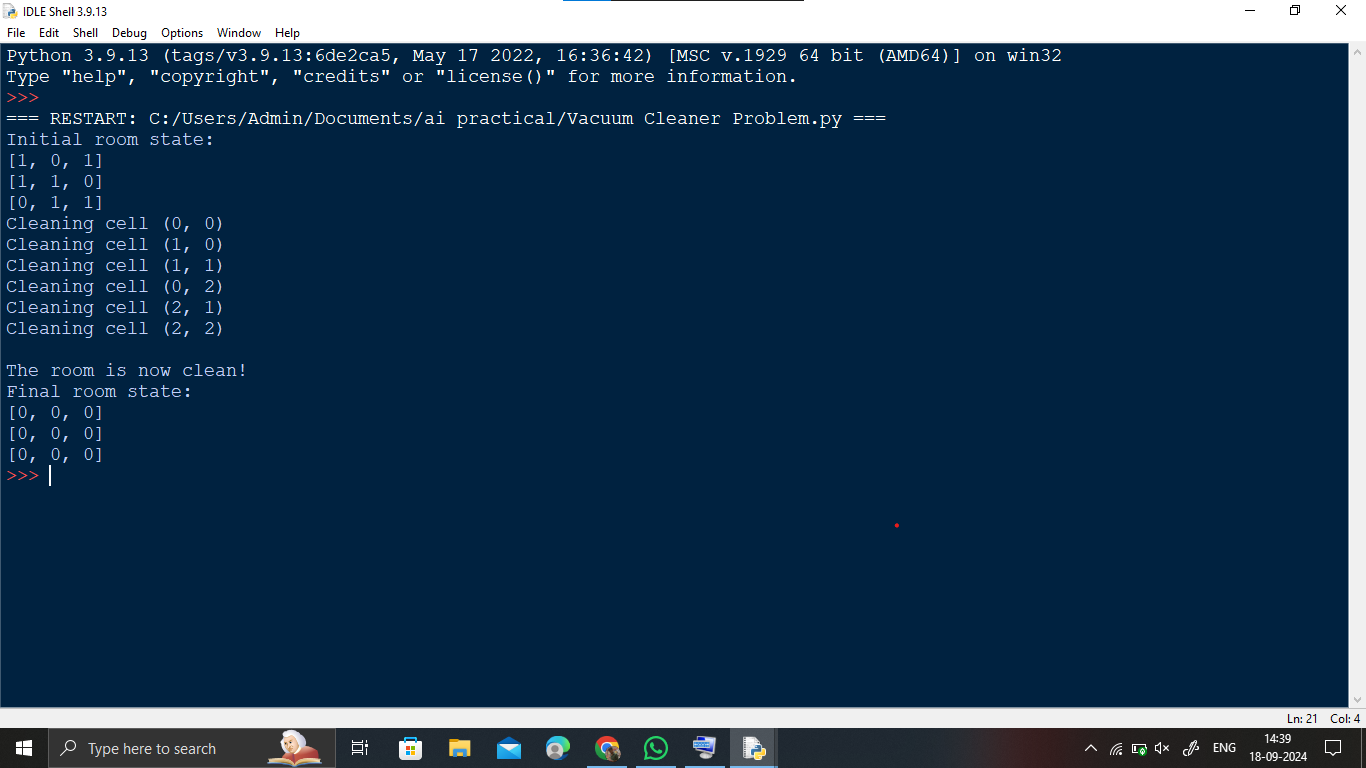 IDLE Shell 3.9.13
File Edit Shell Debug Options Window Help
Python 3.9.13 (tags/v3.9.13:6de2ca5, May 17 2022, 16:36:42) [MSC v.1929 64 bit (AMD64)] on win32
Type "help", "copyright", "credits" or "license()" for more information.
>>>
=== RESTART: C:/Users/Admin/Documents/ai practical/Vacuum Cleaner Problem.py ===
Initial room state:
[1, 0, 1]
[1, 1, 0]
[0, 1, 1]
Cleaning cell (0, 0)
Cleaning cell (1, 0)
Cleaning cell (1, 1)
Cleaning cell (0, 2)
Cleaning cell (2, 1)
Cleaning cell (2, 2)
The room is now clean!
Final room state:
[0, 0, 0]
[0, 0, 0]
[0, 0, 0]
>>>
Ln: 21 Col: 4
Type here to search
ENG
14:39
18-09-2024